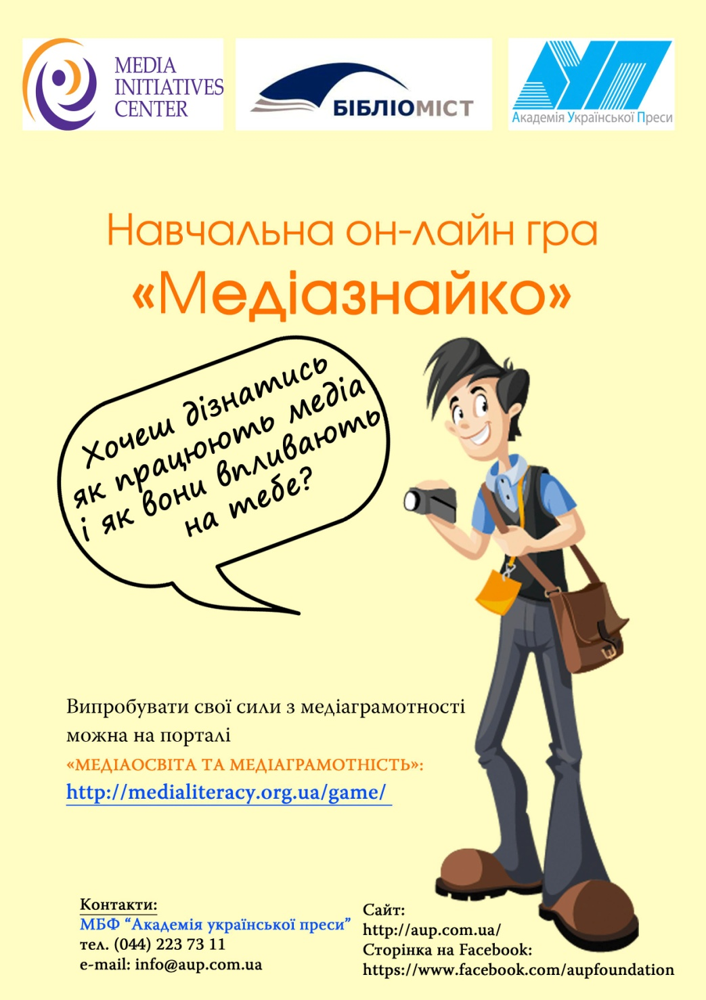 MEDIA
INITIATIVES
CENTER
БІБЛІОМІСТ
АУП
Академія Української Преси
Навчальна он-лайн гра
«Медіазнайко»
Хочеш дізнатись
як працюють медіа
і як вони впливають
на тебе?
Випробувати свої сили з медіаграмотності
можна на порталі
«МЕДІАОСВІТА ТА МЕДІАГРАМОТНІСТЬ»:
http://medialiteracy.org.ua/game/
Контакти:
МБФ “Академія української преси”
тел. (044) 223 73 11
e-mail: info@aup.com.ua
Сайт:
http://aup.com.ua/
Сторінка на Facebook:
https://www.facebook.com/aupfoundation